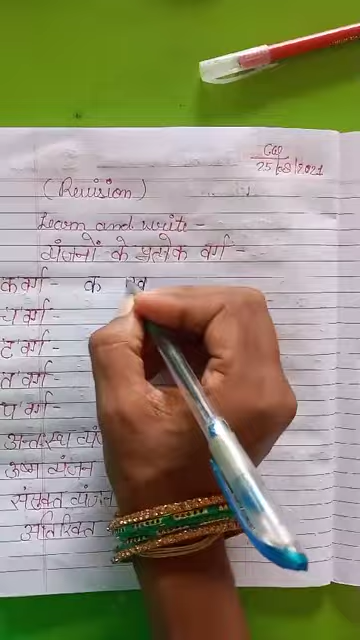 CW
25/08/2021
(Revision)
Learn and write -
व्यंजनों के प्रत्येक वर्ग -
क वर्ग - क ख
च वर्ग -
ट वर्ग -
त वर्ग -
प वर्ग -
अन्तःस्थ व्यं
ऊष्म व्यंजन
संयुक्त व्यंजन
अतिरिक्त